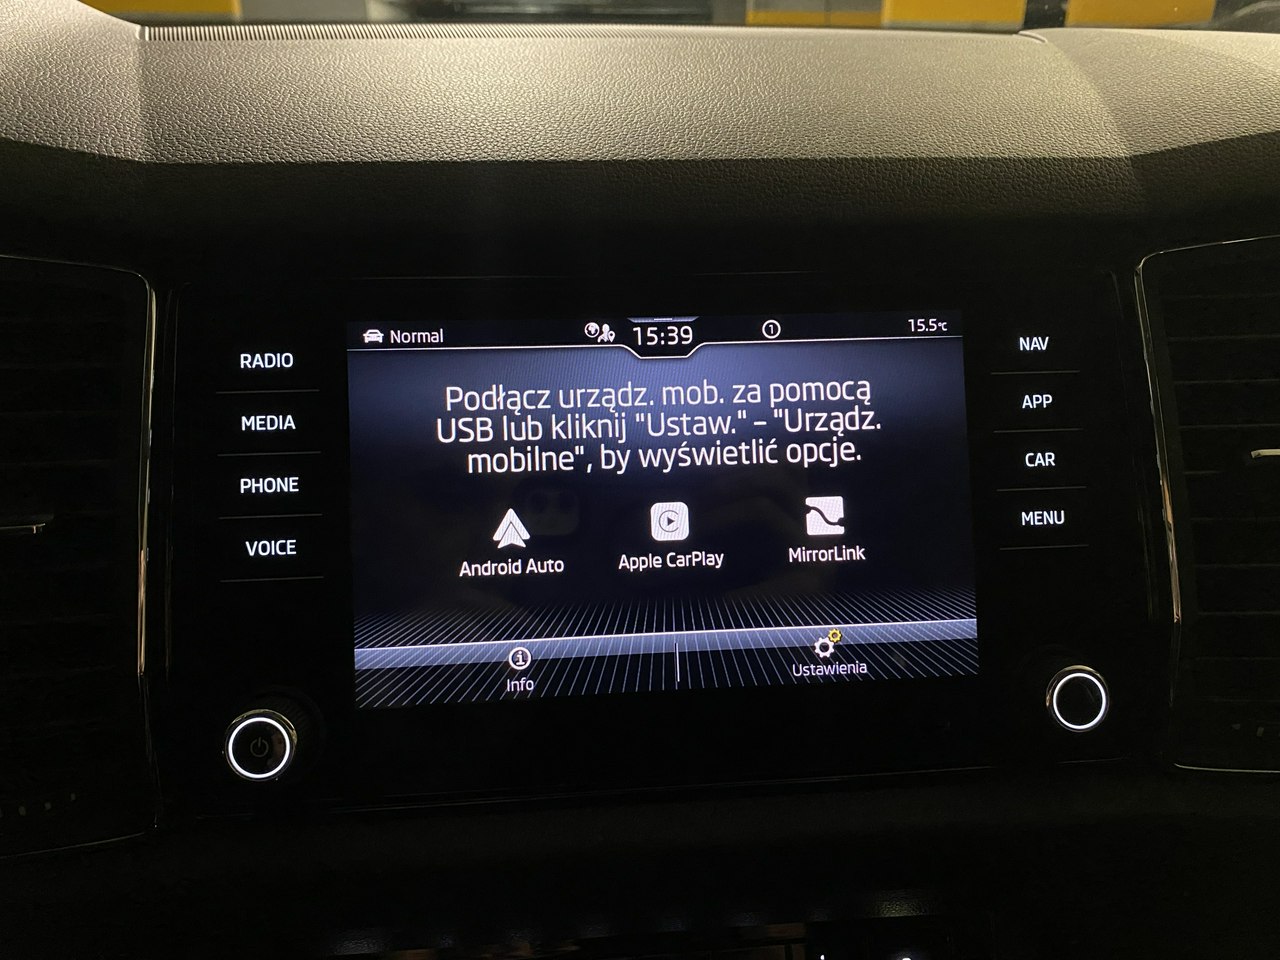 Normal
15:39
1
15.5°C
RADIO
MEDIA
PHONE
VOICE
Podłącz urządz. mob. za pomocą
USB lub kliknij "Ustaw." - "Urządz.
mobilne", by wyświetlić opcje.
Android Auto
Apple CarPlay
MirrorLink
Info
Ustawienia
NAV
APP
CAR
MENU